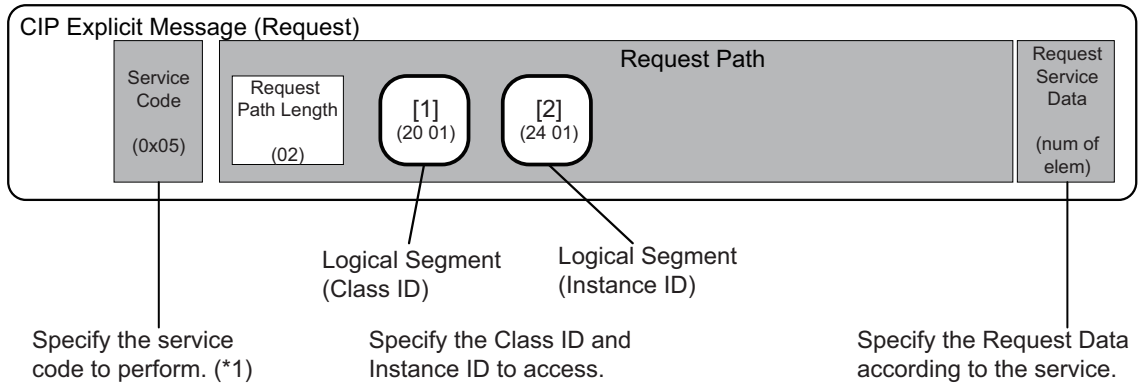 CIP Explicit Message (Request)
Service
Code
(0x05)
Request Path
Request
Path Length
(02)
[1]
(20 01)
[2]
(24 01)
Request
Service
Data
(num of
elem)
Logical Segment
(Class ID)
Logical Segment
(Instance ID)
Specify the service
code to perform. (*1)
Specify the Class ID and
Instance ID to access.
Specify the Request Data
according to the service.